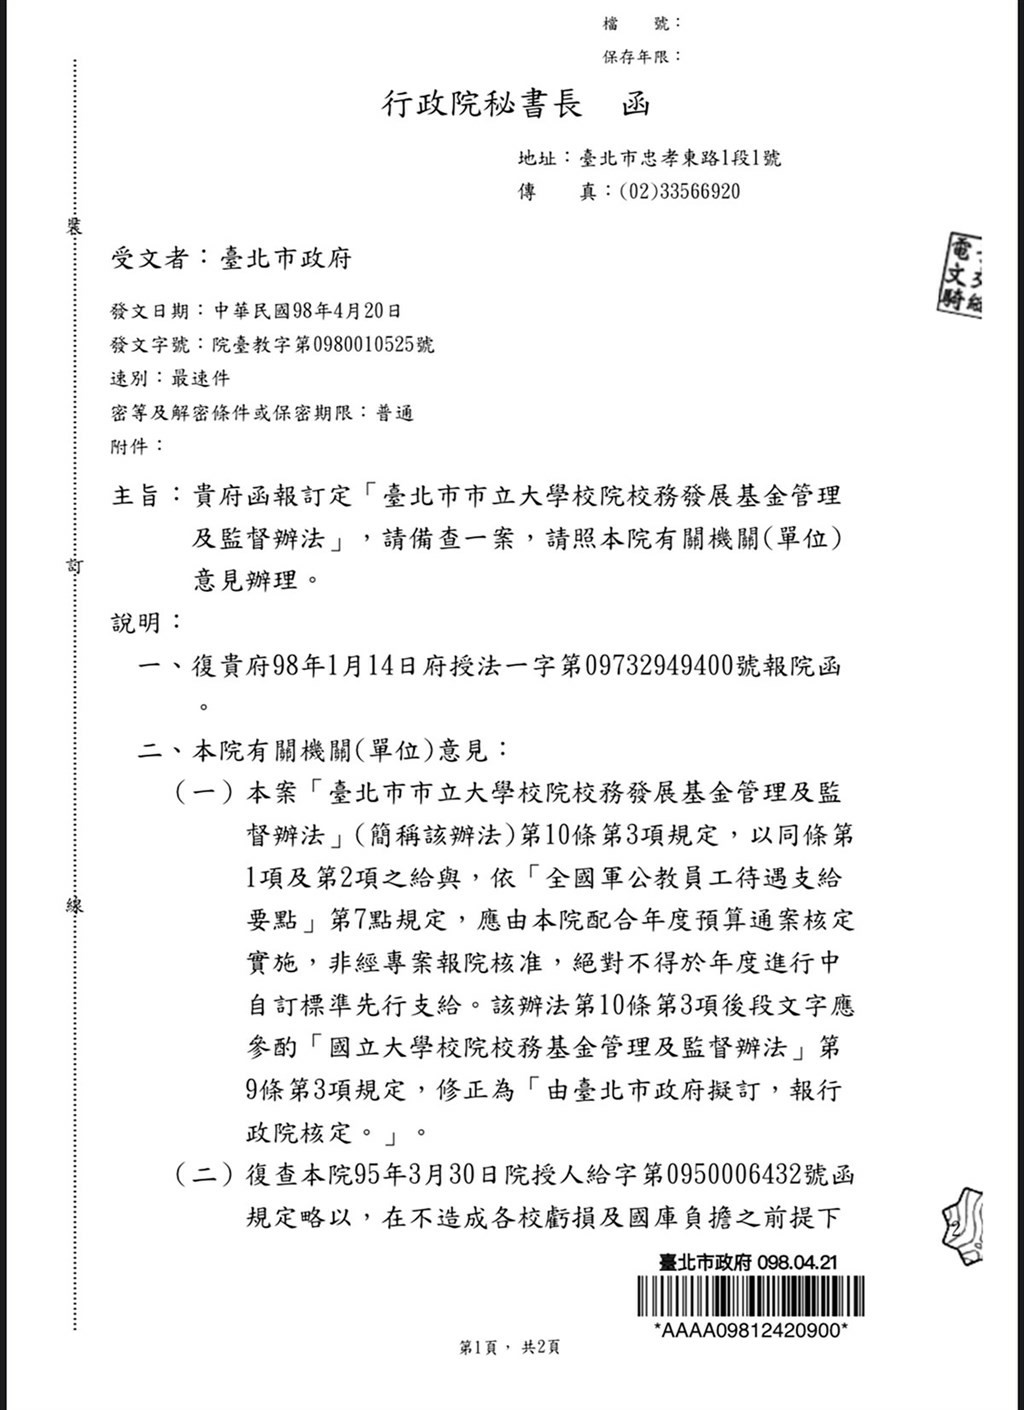 檔　　號：
保存年限：
行政院秘書長　函
地址：臺北市忠孝東路1段1號
傳　　真：(02)33566920
受文者：臺北市政府
發文日期：中華民國98年4月20日
發文字號：院臺教字第0980010525號
速別：最速件
密等及解密條件或保密期限：普通
附件：
主旨：貴府函報訂定「臺北市市立大學校院校務發展基金管理
及監督辦法」，請備查一案，請照本院有關機關(單位)
意見辦理。
說明：
一、復貴府98年1月14日府授法一字第09732949400號報院函
。
二、本院有關機關(單位)意見：
（一）本案「臺北市市立大學校院校務發展基金管理及監
督辦法」(簡稱該辦法)第10條第3項規定，以同條第
1項及第2項之給與，依「全國軍公教員工待遇支給
要點」第7點規定，應由本院配合年度預算通案核定
實施，非經專案報院核准，絕對不得於年度進行中
自訂標準先行支給。該辦法第10條第3項後段文字應
參酌「國立大學校院校務基金管理及監督辦法」第
9條第3項規定，修正為「由臺北市政府擬訂，報行
政院核定。」。
（二）復查本院95年3月30日院授人給字第0950006432號函
規定略以，在不造成各校虧損及國庫負擔之前提下
臺北市政府 098.04.21
*AAAA09812420900*
第1頁， 共2頁
裝
訂
線
電
文
騎